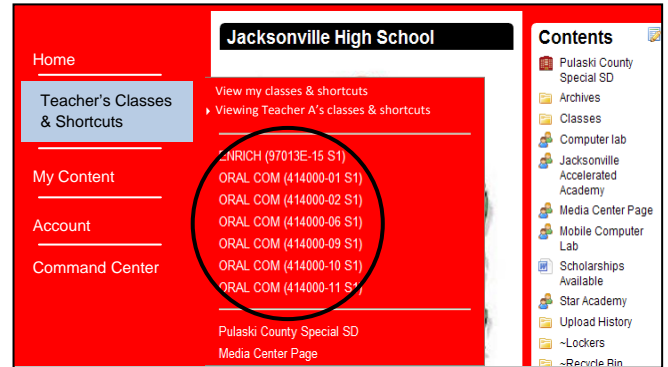 Home
Teacher's Classes
& Shortcuts
My Content
Account
Command Center
Jacksonville High School
View my classes & shortcuts
Viewing Teacher A's classes & shortcuts
ENRICH (97013E-15 S1)
ORAL COM (414000-01 S1)
ORAL COM (414000-02 S1)
ORAL COM (414000-06 S1)
ORAL COM (414000-09 S1)
ORAL COM (414000-10 S1)
ORAL COM (414000-11 S1)
Pulaski County Special SD
Media Center Page
Contents
Pulaski County
Special SD
Archives
Classes
Computer lab
Jacksonville
Accelerated
Academy
Media Center Page
Mobile Computer
Lab
Scholarships
Available
Star Academy
Upload History
~Lockers
~Recycle Bin